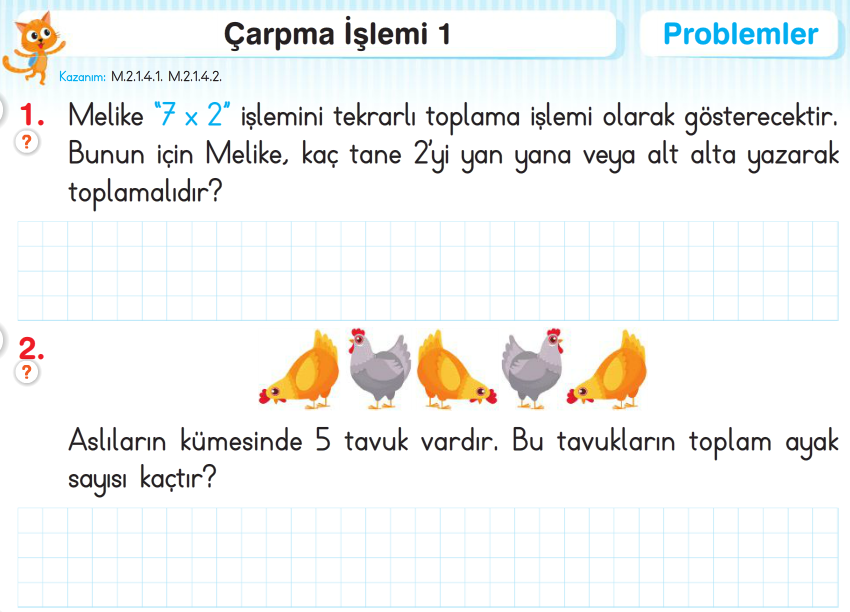 Çarpma İşlemi 1
Problemler
Kazanım: M.2.1.4.1. M.2.1.4.2.
1. Melike "7 x 2" işlemini tekrarlı toplama işlemi olarak gösterecektir.
?
Bunun için Melike, kaç tane 2'yi yan yana veya alt alta yazarak
toplamalıdır?
2.
?
Aslıların kümesinde 5 tavuk vardır. Bu tavukların toplam ayak
sayısı kaçtır?